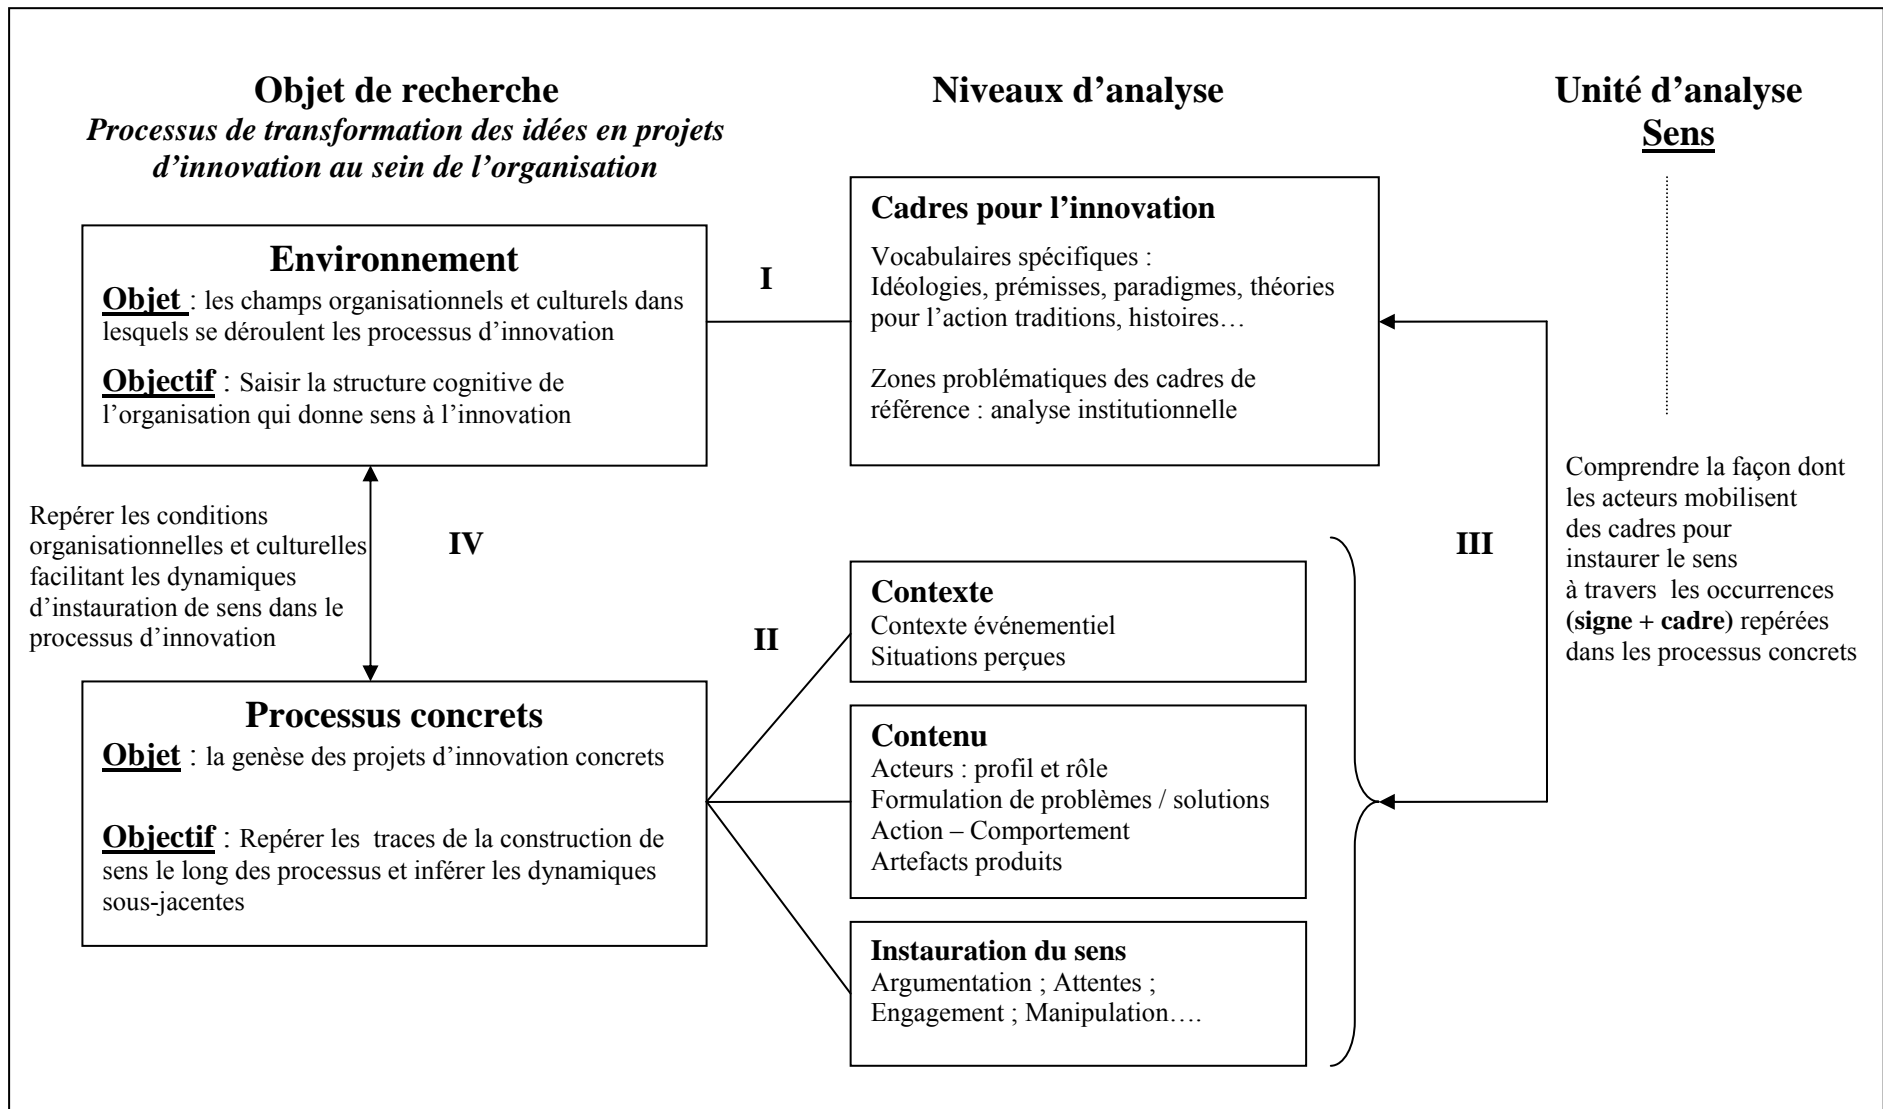 Objet de recherche
Processus de transformation des idées en projets
d’innovation au sein de l’organisation
Niveaux d’analyse
Unité d’analyse
Sens
Environnement
Objet : les champs organisationnels et culturels dans
lesquels se déroulent les processus d’innovation
Objectif : Saisir la structure cognitive de
l’organisation qui donne sens à l’innovation
I
Cadres pour l’innovation
Vocabulaires spécifiques :
Idéologies, prémisses, paradigmes, théories
pour l’action traditions, histoires…
Zones problématiques des cadres de
référence : analyse institutionnelle
Repérer les conditions
organisationnelles et culturelles
facilitant les dynamiques
d’instauration de sens dans le
processus d’innovation
IV
III
Comprendre la façon dont
les acteurs mobilisent
des cadres pour
instaurer le sens
à travers les occurrences
(signe + cadre) repérées
dans les processus concrets
Processus concrets
Objet : la genèse des projets d’innovation concrets
Objectif : Repérer les traces de la construction de
sens le long des processus et inférer les dynamiques
sous-jacentes
II
Contexte
Contexte événementiel
Situations perçues
Contenu
Acteurs : profil et rôle
Formulation de problèmes / solutions
Action – Comportement
Artefacts produits
Instauration du sens
Argumentation ; Attentes ;
Engagement ; Manipulation….